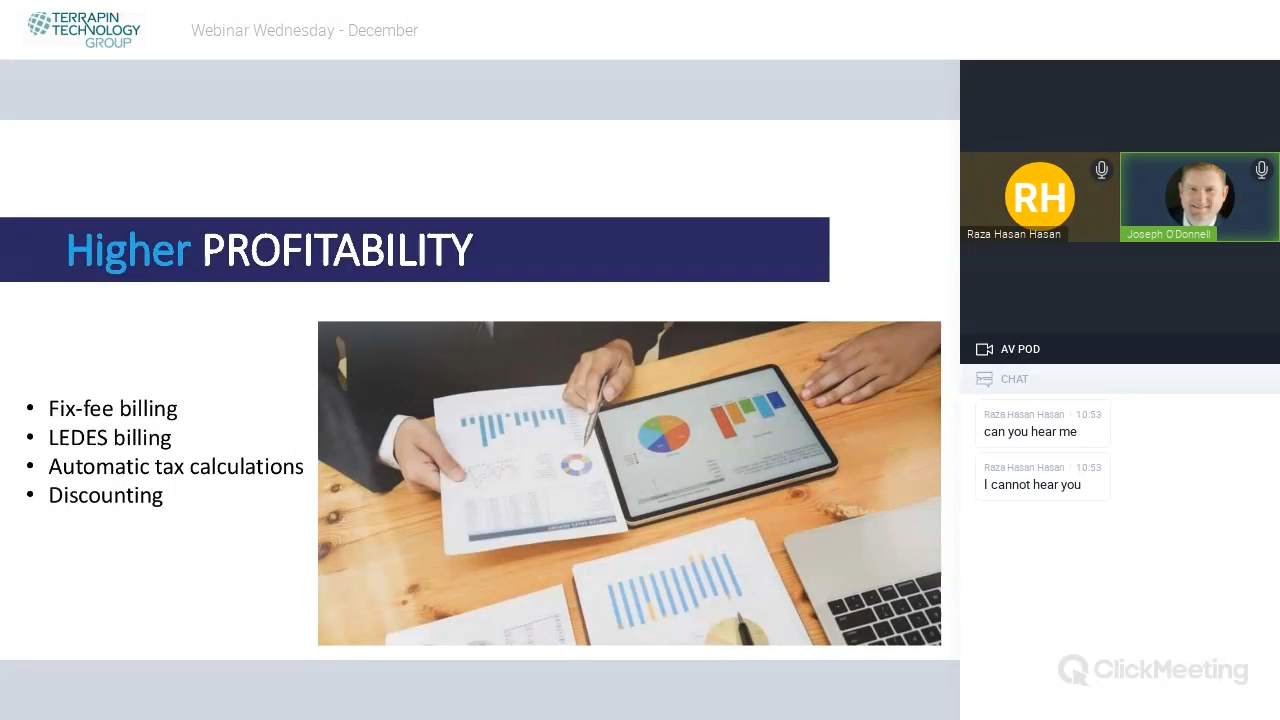 TERRAPIN
TECHNOLOGY
GROUP
Webinar Wednesday - December
Higher PROFITABILITY
• Fix-fee billing
• LEDES billing
• Automatic tax calculations
• Discounting
RH
Raza Hasan Hasan
Joseph O'Donnell
AV POD
CHAT
Raza Hasan Hasan 10:53
can you hear me
Raza Hasan Hasan 10:53
I cannot hear you
ClickMeeting